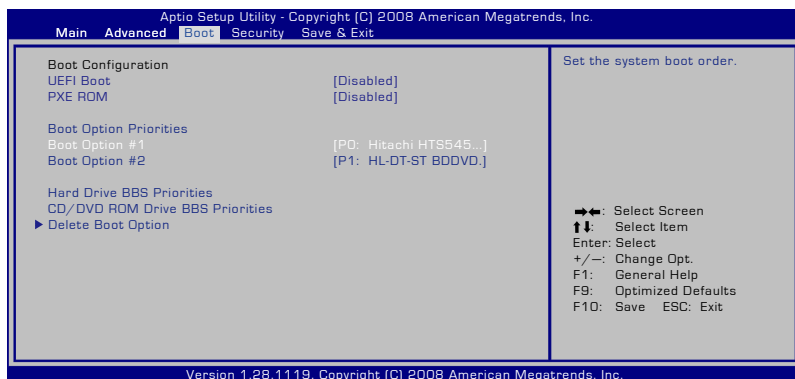 Aptio Setup Utility - Copyright (C) 2008 American Megatrends, Inc.
Main Advanced Boot Security Save & Exit
Boot Configuration
UEFI Boot [Disabled]
PXE ROM [Disabled]
Boot Option Priorities
Boot Option #1 [P0: Hitachi HTS545...]
Boot Option #2 [P1: HL-DT-ST BDDVD.]
Hard Drive BBS Priorities
CD/DVD ROM Drive BBS Priorities
Delete Boot Option
Set the system boot order.
→←: Select Screen
↑↓: Select Item
Enter: Select
+/—: Change Opt.
F1: General Help
F9: Optimized Defaults
F10: Save ESC: Exit
Version 1.28.1119. Copyright (C) 2008 American Megatrends, Inc.